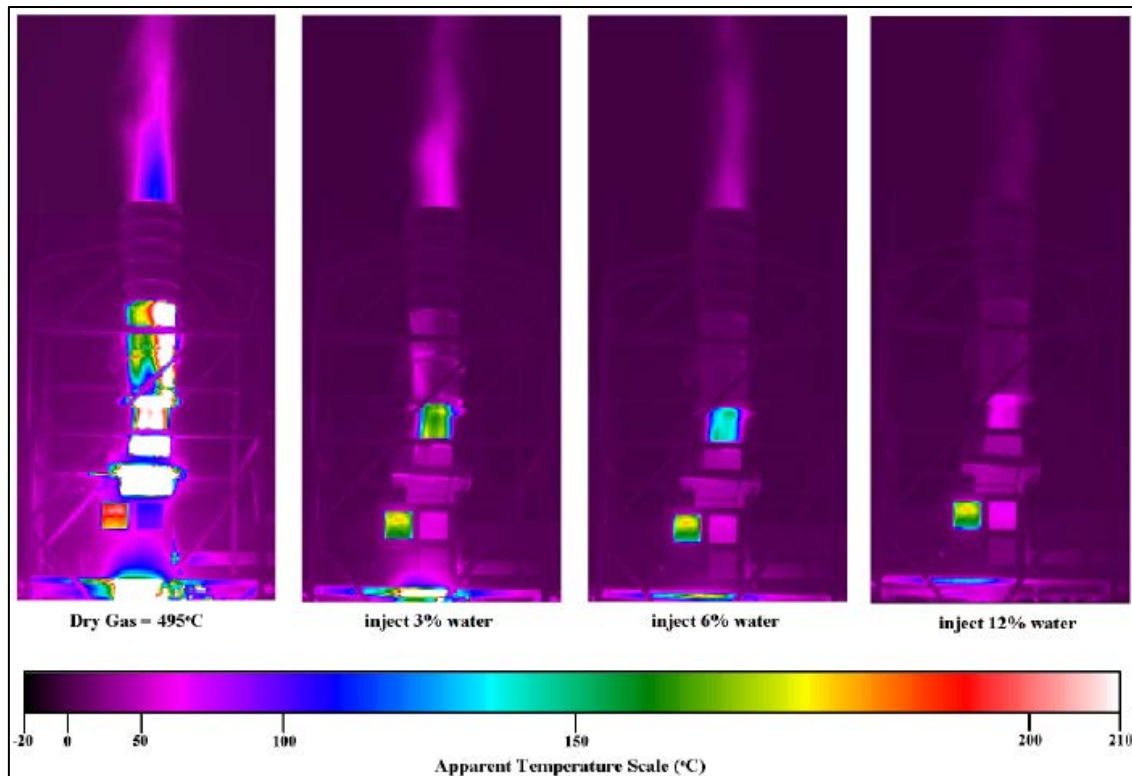 Dry Gas = 495°C
inject 3% water
inject 6% water
inject 12% water
-20 0 50 100 150 200 210
Apparent Temperature Scale (°C)